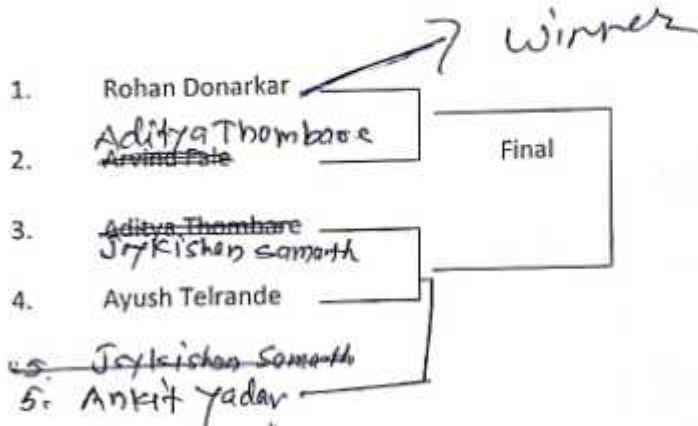 Winner
1. Rohan Donarkar
Aditya Thombare
2. Arvind Fale
Final
3. Aditya Thombare
Jaykishan Samarth
4. Ayush Telrande
5. Jaykishan Samarth
5. Ankit Yadav